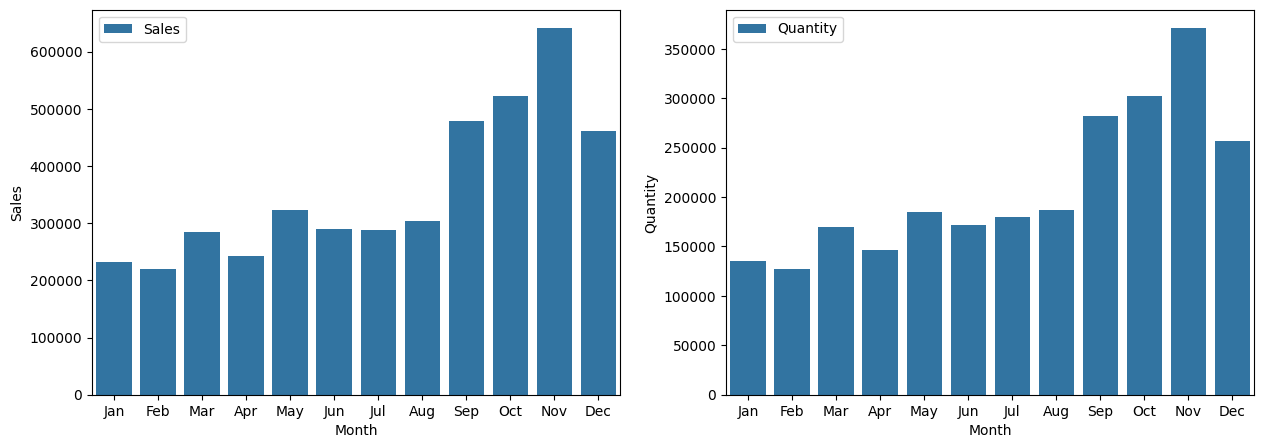 Sales
600000
500000
400000
300000
200000
100000
0
Sales
Jan Feb Mar Apr May Jun Jul Aug Sep Oct Nov Dec
Month
Quantity
350000
300000
250000
200000
150000
100000
50000
0
Quantity
Jan Feb Mar Apr May Jun Jul Aug Sep Oct Nov Dec
Month